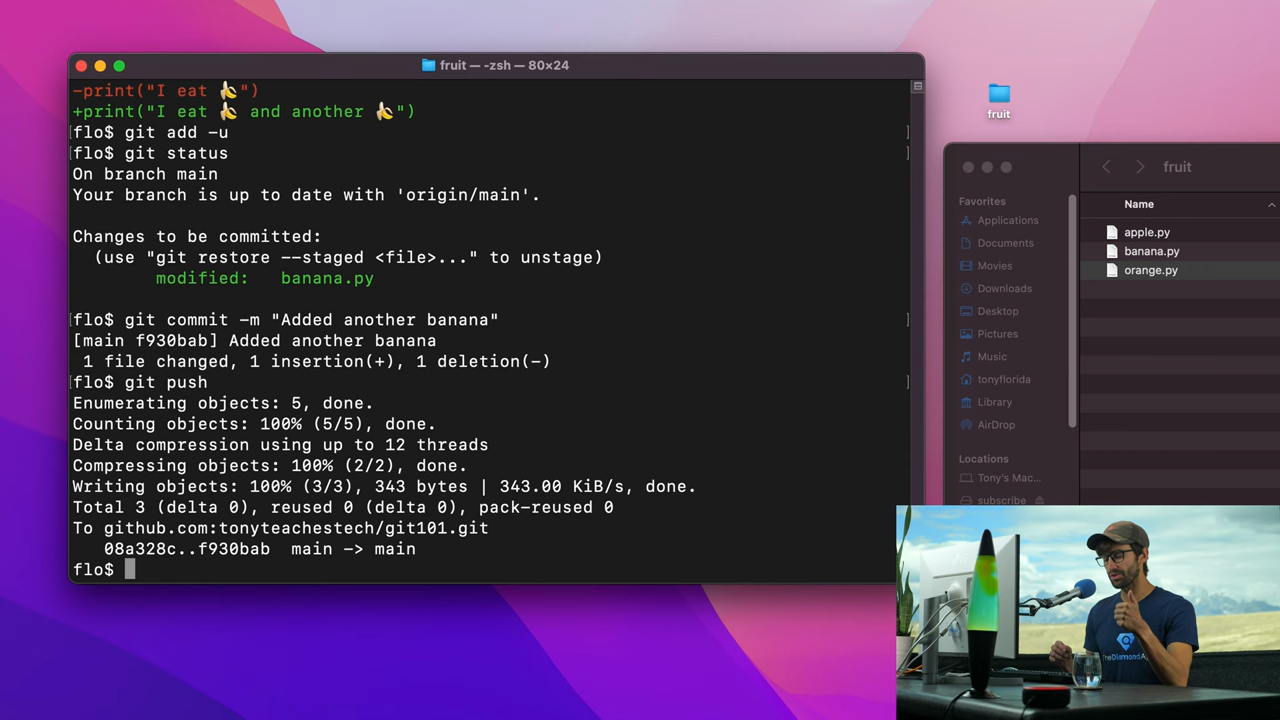 fruit — -zsh — 80×24
-print("I eat 🍌")
+print("I eat 🍌 and another 🍌")
[flo$ git add -u ]
[flo$ git status ]
On branch main
Your branch is up to date with 'origin/main'.
Changes to be committed:
(use "git restore --staged <file>..." to unstage)
modified: banana.py
flo$ git commit -m "Added another banana" ]
[main f930bab] Added another banana
1 file changed, 1 insertion(+), 1 deletion(-)
[flo$ git push ]
Enumerating objects: 5, done.
Counting objects: 100% (5/5), done.
Delta compression using up to 12 threads
Compressing objects: 100% (2/2), done.
Writing objects: 100% (3/3), 343 bytes | 343.00 KiB/s, done.
Total 3 (delta 0), reused 0 (delta 0), pack-reused 0
To github.com:tonyteachestech/git101.git
08a328c..f930bab main -> main
flo$
fruit
fruit
Favorites
Applications
Documents
Movies
Downloads
Desktop
Pictures
Music
tonyflorida
Library
AirDrop
Locations
Tony's Mac...
subscribe
Name
apple.py
banana.py
orange.py